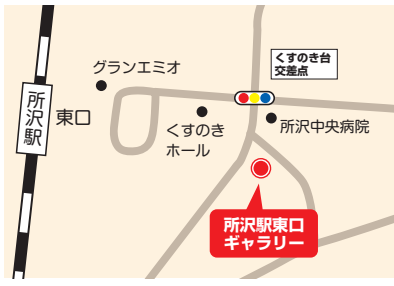 くすのき台
交差点
グランエミオ
所沢駅
東口
くすのき
ホール
所沢中央病院
所沢駅東口
ギャラリー